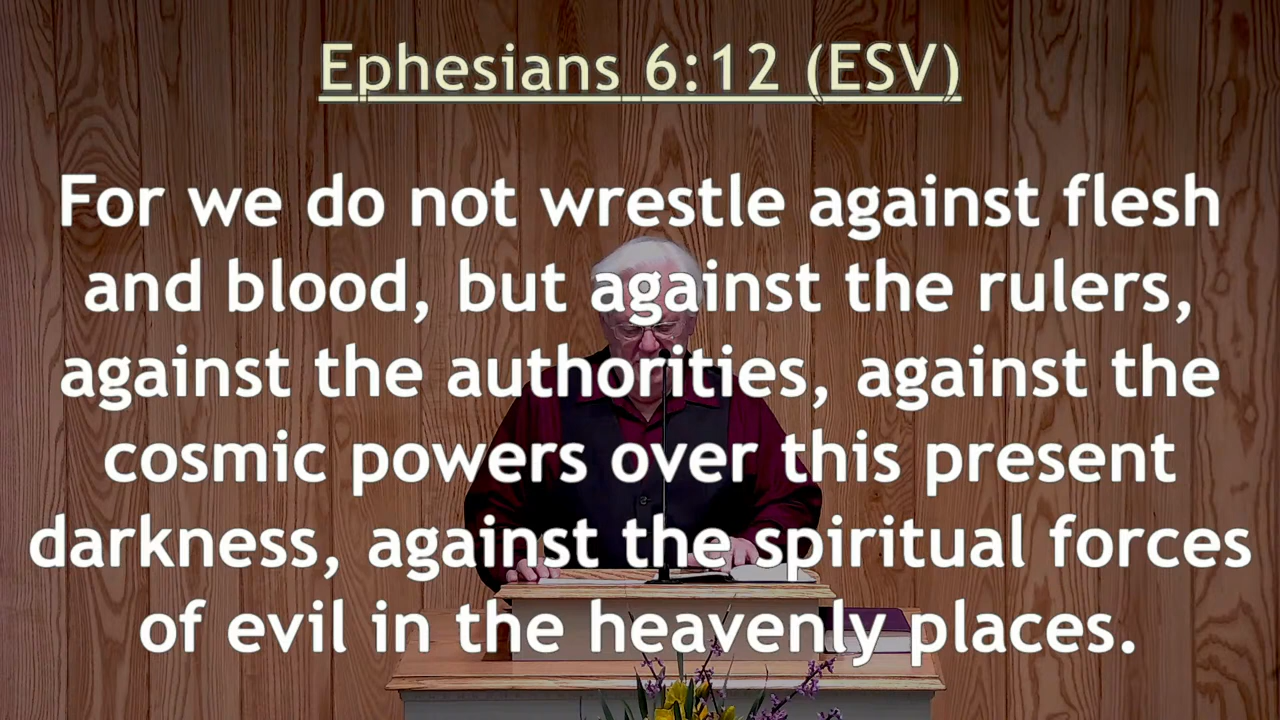 Ephesians 6:12 (ESV)
For we do not wrestle against flesh
and blood, but against the rulers,
against the authorities, against the
cosmic powers over this present
darkness, against the spiritual forces
of evil in the heavenly places.